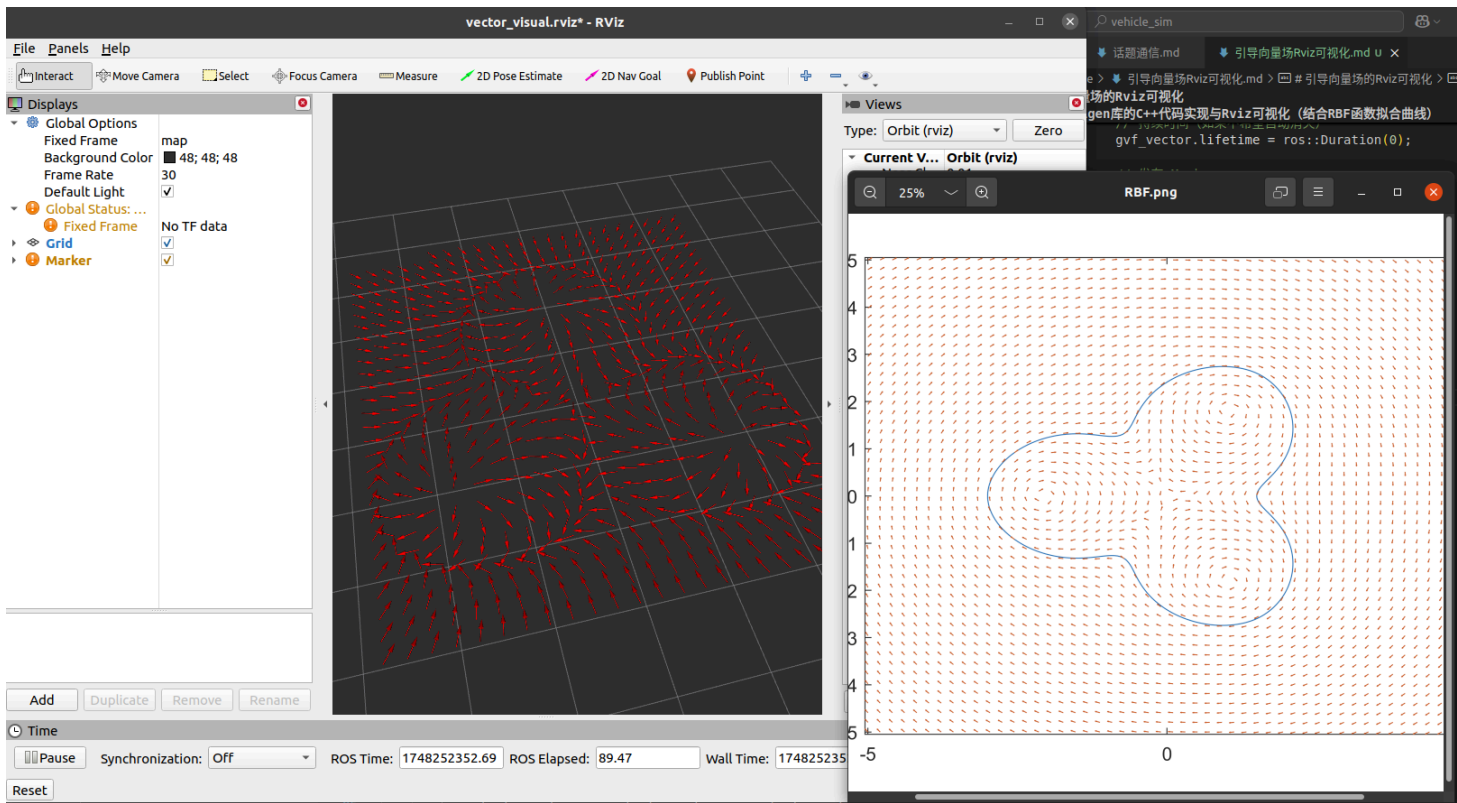 vector_visual.rviz* - RViz
File Panels Help
Interact Move Camera Select Focus Camera Measure 2D Pose Estimate 2D Nav Goal Publish Point
Displays
Global Options
Fixed Frame map
Background Color 48; 48; 48
Frame Rate 30
Default Light
Global Status: ...
Fixed Frame No TF data
Grid
Marker
Add Duplicate Remove Rename
Time
Pause Synchronization: Off ROS Time: 1748252352.69 ROS Elapsed: 89.47 Wall Time: 174825235
Reset
Views
Type: Orbit (rviz) Zero
Current V... Orbit (rviz)
vehicle_sim
话题通信.md 引导向量场Rviz可视化.md U
引导向量场Rviz可视化.md > # 引导向量场的Rviz可视化 >
量场的Rviz可视化
gen库的C++代码实现与Rviz可视化（结合RBF函数拟合曲线）
gvf_vector.lifetime = ros::Duration(0);
25% RBF.png
5
4
3
2
1
0
1
2
3
4
5
-5 0